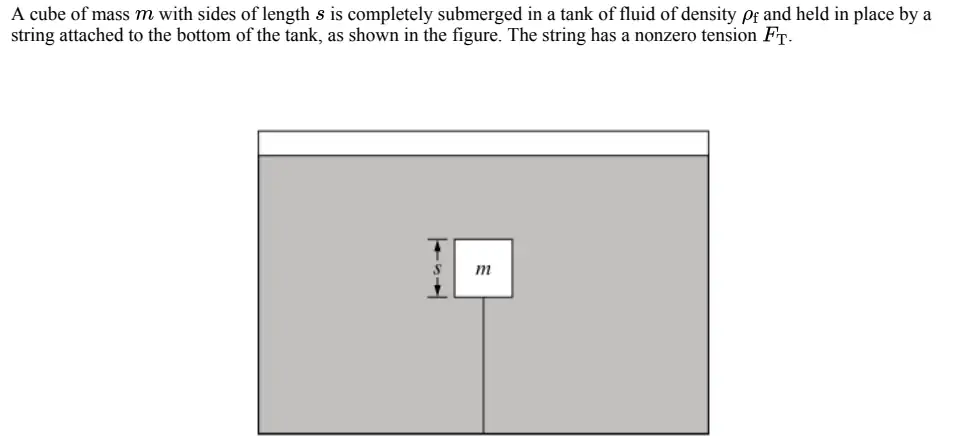 A cube of mass m with sides of length s is completely submerged in a tank of fluid of density ρf and held in place by a
string attached to the bottom of the tank, as shown in the figure. The string has a nonzero tension FT.
s
m